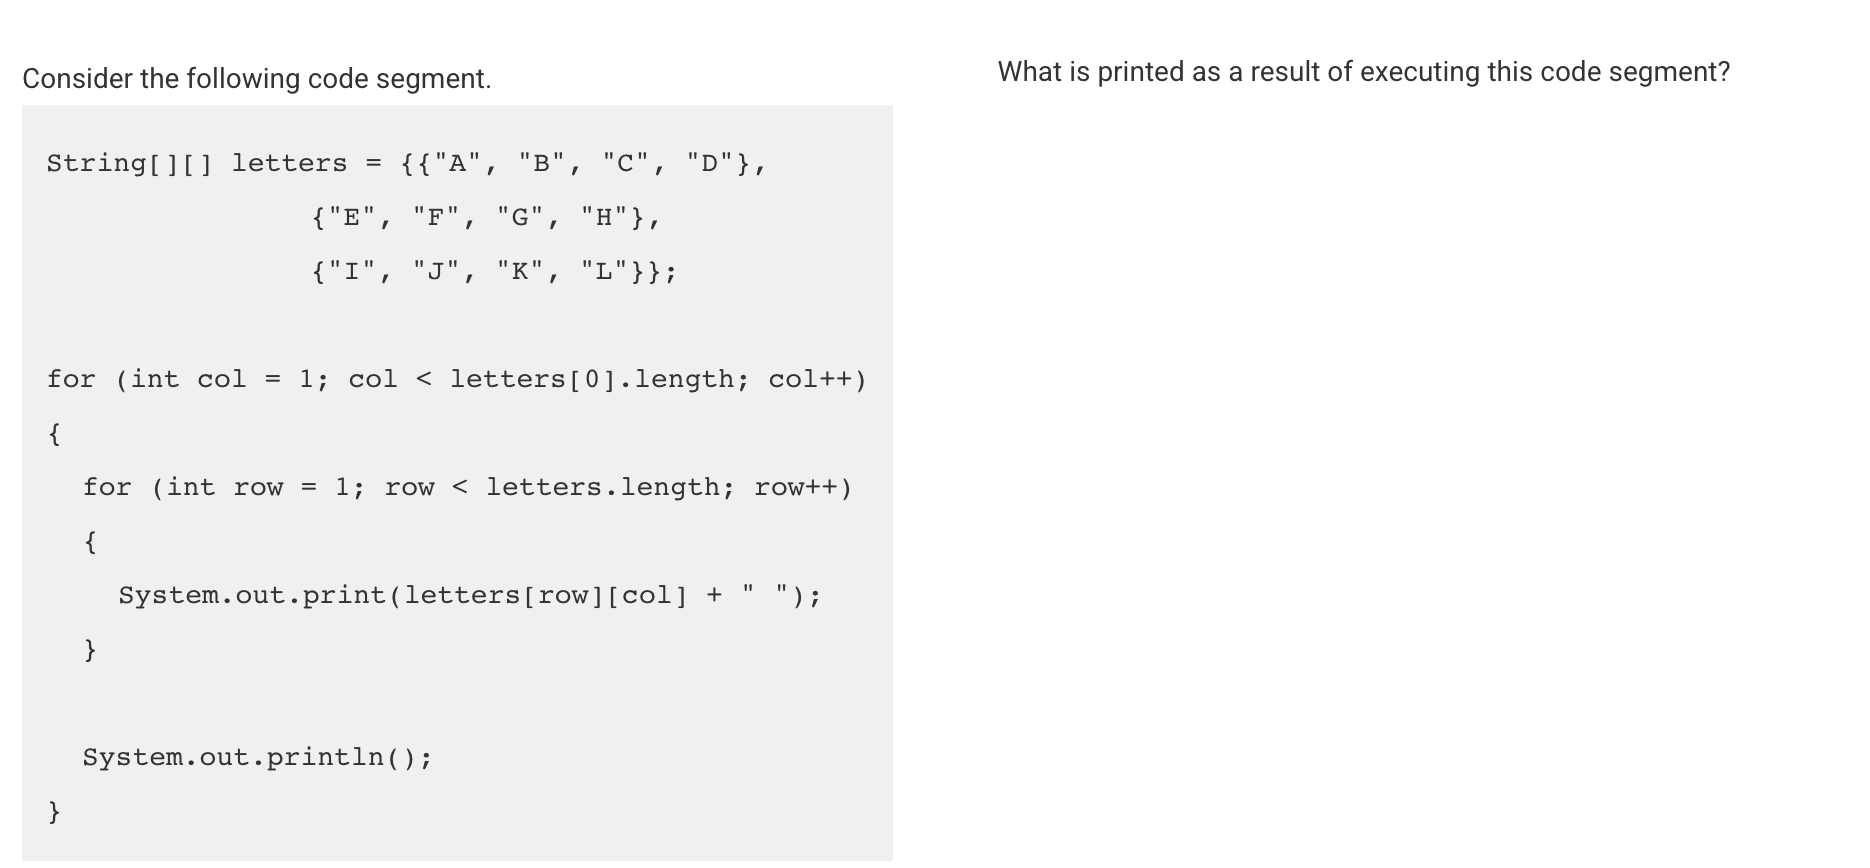 Consider the following code segment.
String[][] letters = {{"A", "B", "C", "D"},
{"E", "F", "G", "H"},
{"I", "J", "K", "L"}};
for (int col = 1; col < letters[0].length; col++)
{
for (int row = 1; row < letters.length; row++)
{
System.out.print(letters[row][col] + " ");
}
System.out.println();
}
What is printed as a result of executing this code segment?